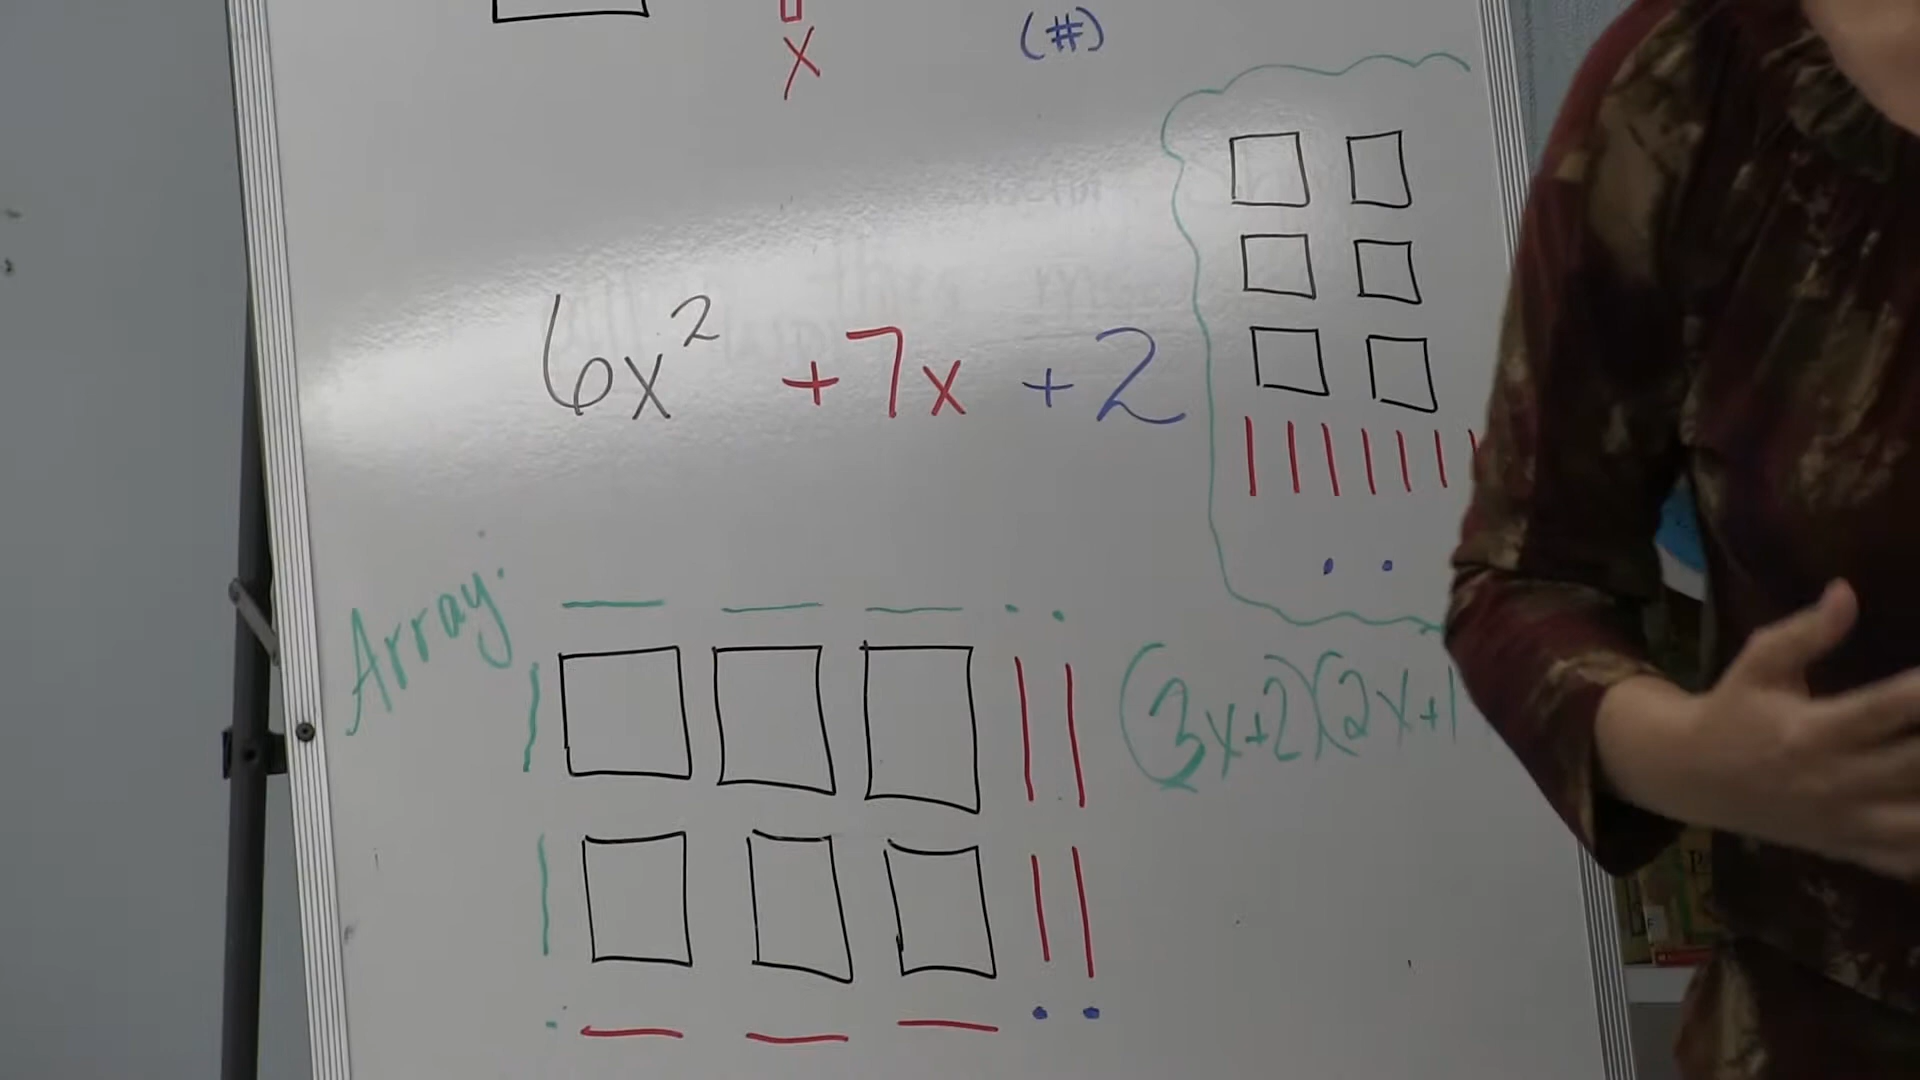 X
(#)
6x² +7x +2
Array:
(3x+2)(2x+1